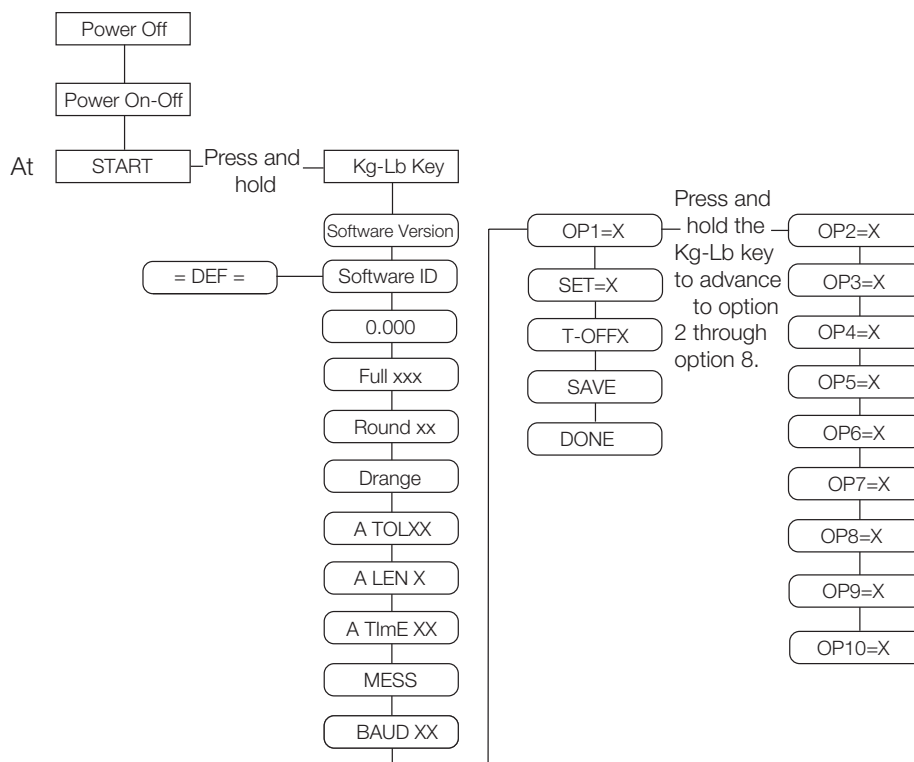 Power Off
Power On-Off
At
START
Press and
hold
Kg-Lb Key
Software Version
= DEF =
Software ID
0.000
Full xxx
Round xx
Drange
A TOLXX
A LEN X
A TImE XX
MESS
BAUD XX
OP1=X
SET=X
T-OFFX
SAVE
DONE
Press and
hold the
Kg-Lb key
to advance
to option
2 through
option 8.
OP2=X
OP3=X
OP4=X
OP5=X
OP6=X
OP7=X
OP8=X
OP9=X
OP10=X